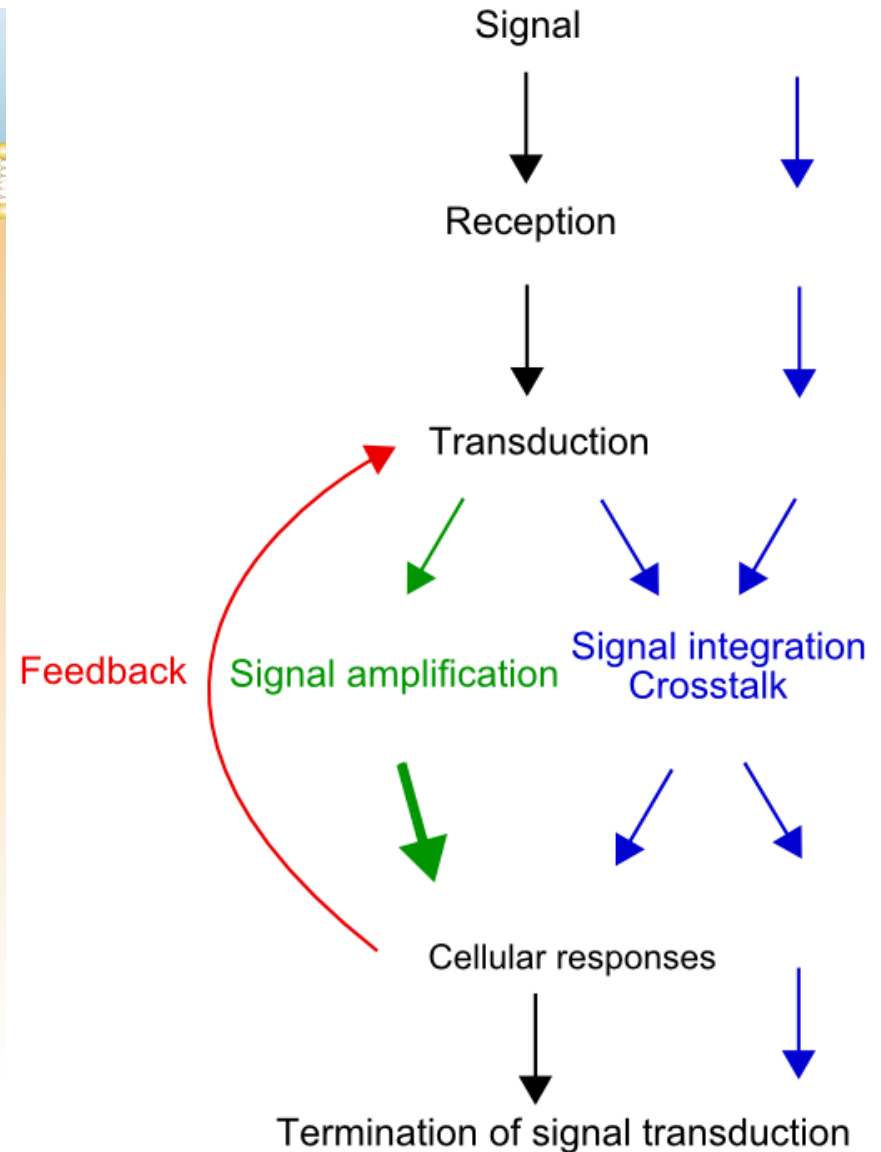 Signal
Reception
Transduction
Feedback
Signal amplification
Signal integration
Crosstalk
Cellular responses
Termination of signal transduction